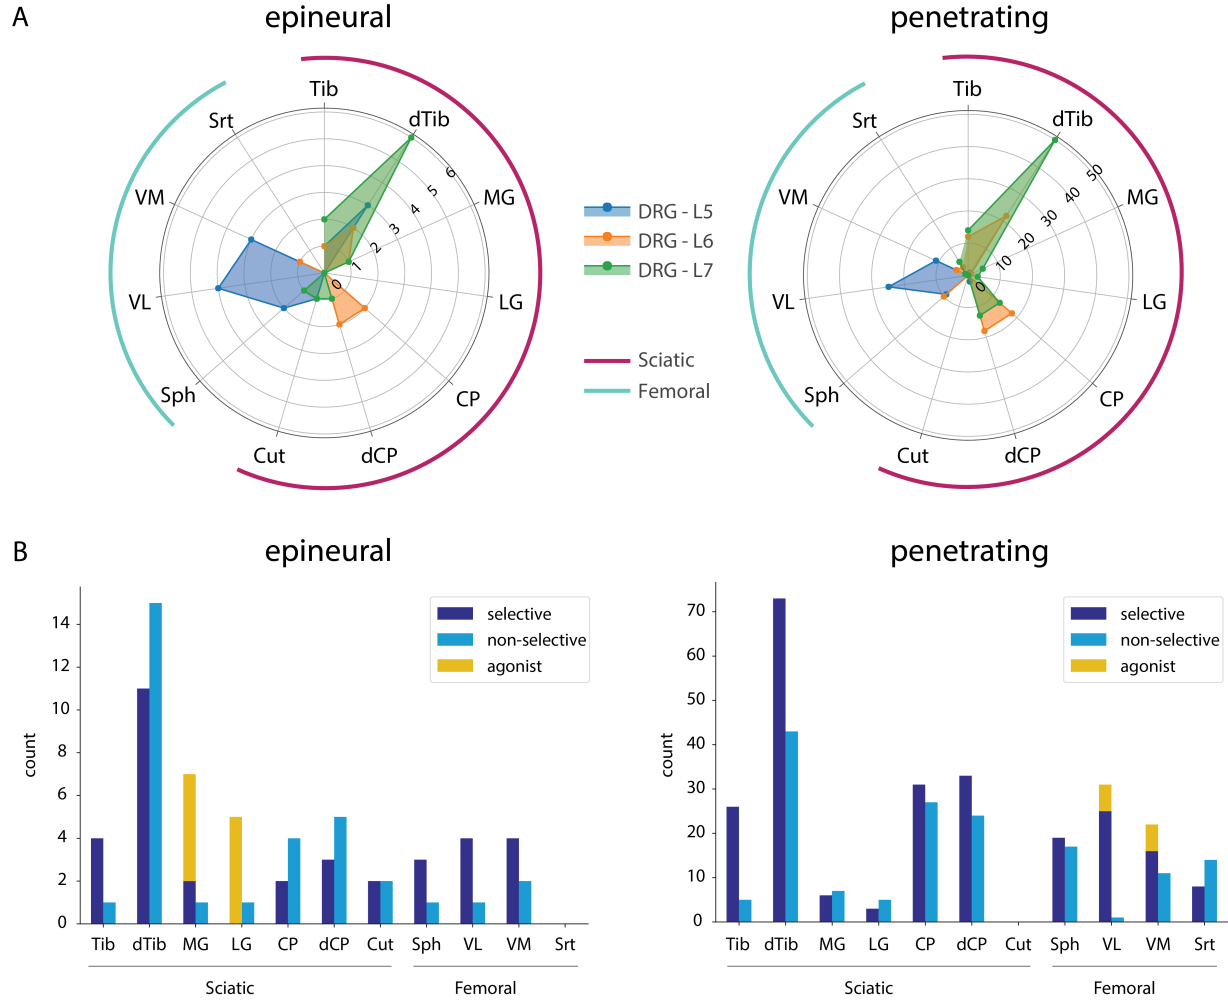 A
epineural
penetrating
Tib
dTib
MG
LG
CP
dCP
Cut
Sph
VL
VM
Srt
0
1
2
3
4
5
6
DRG - L5
DRG - L6
DRG - L7
Sciatic
Femoral
Tib
dTib
MG
LG
CP
dCP
Cut
Sph
VL
VM
Srt
0
10
20
30
40
50
B
epineural
penetrating
count
14
12
10
8
6
4
2
0
selective
non-selective
agonist
Tib dTib MG LG CP dCP Cut Sph VL VM Srt
Sciatic Femoral
count
70
60
50
40
30
20
10
0
selective
non-selective
agonist
Tib dTib MG LG CP dCP Cut Sph VL VM Srt
Sciatic Femoral